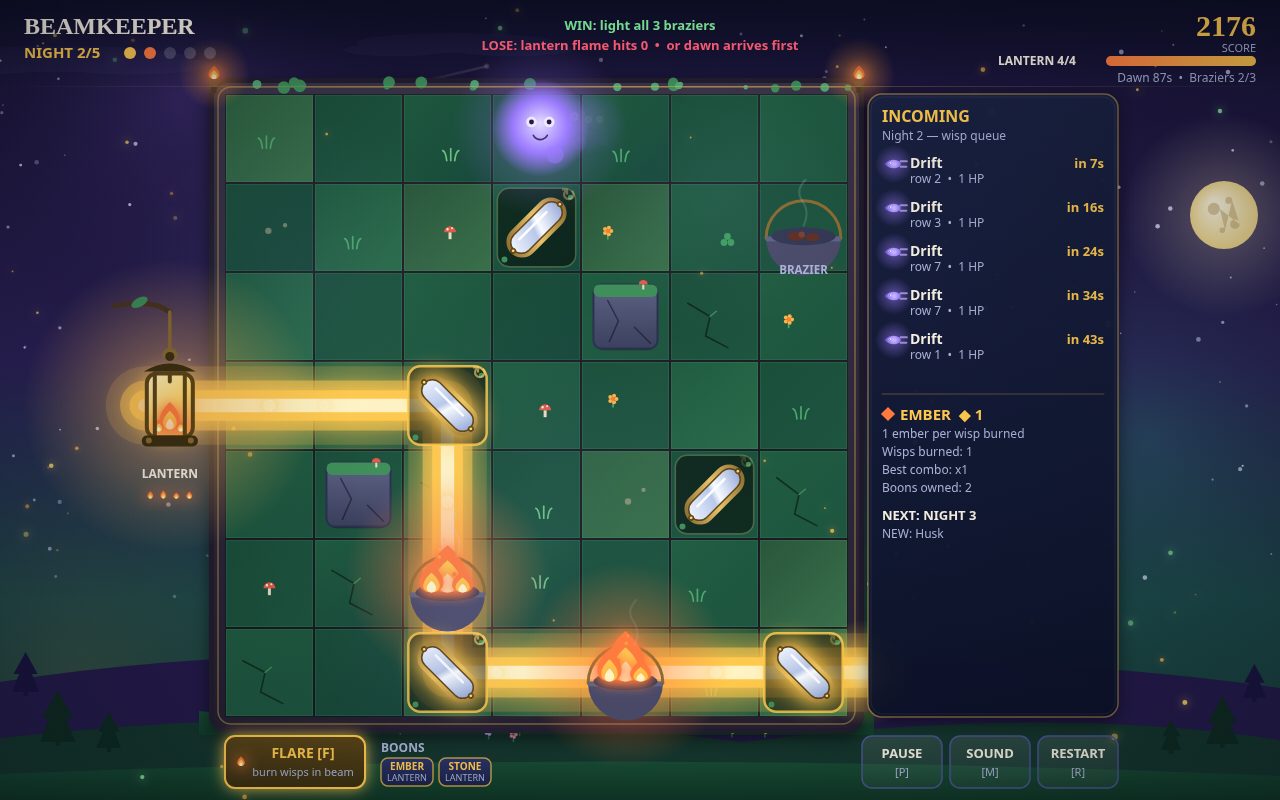 BEAMKEEPER
NIGHT 2/5
WIN: light all 3 braziers
LOSE: lantern flame hits 0 • or dawn arrives first
2176
SCORE
LANTERN 4/4
Dawn 87s • Braziers 2/3
INCOMING
Night 2 — wisp queue
Drift in 7s
row 2 • 1 HP
Drift in 16s
row 3 • 1 HP
Drift in 24s
row 7 • 1 HP
Drift in 34s
row 7 • 1 HP
Drift in 43s
row 1 • 1 HP
EMBER ◆ 1
1 ember per wisp burned
Wisps burned: 1
Best combo: x1
Boons owned: 2
NEXT: NIGHT 3
NEW: Husk
BRAZIER
LANTERN
FLARE [F]
burn wisps in beam
BOONS
EMBER
LANTERN
STONE
LANTERN
PAUSE
[P]
SOUND
[M]
RESTART
[R]